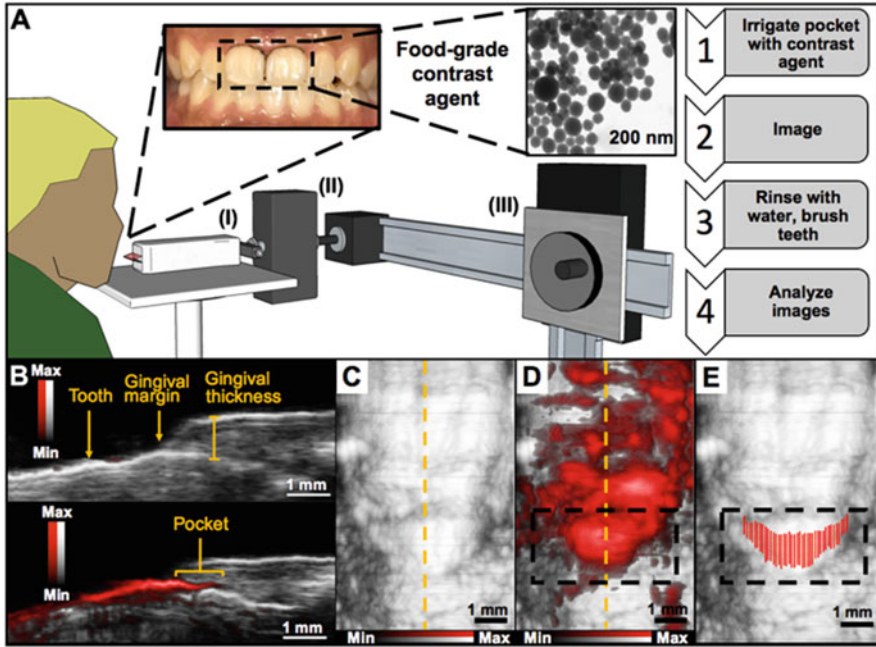 A
Food-grade
contrast
agent
200 nm
(I)
(II)
(III)
1
Irrigate pocket
with contrast
agent
2
Image
3
Rinse with
water, brush
teeth
4
Analyze
images
B
Max
Min
Tooth
Gingival
margin
Gingival
thickness
1 mm
Max
Min
Pocket
1 mm
C
Min
Max
D
1 mm
Min
Max
E
1 mm